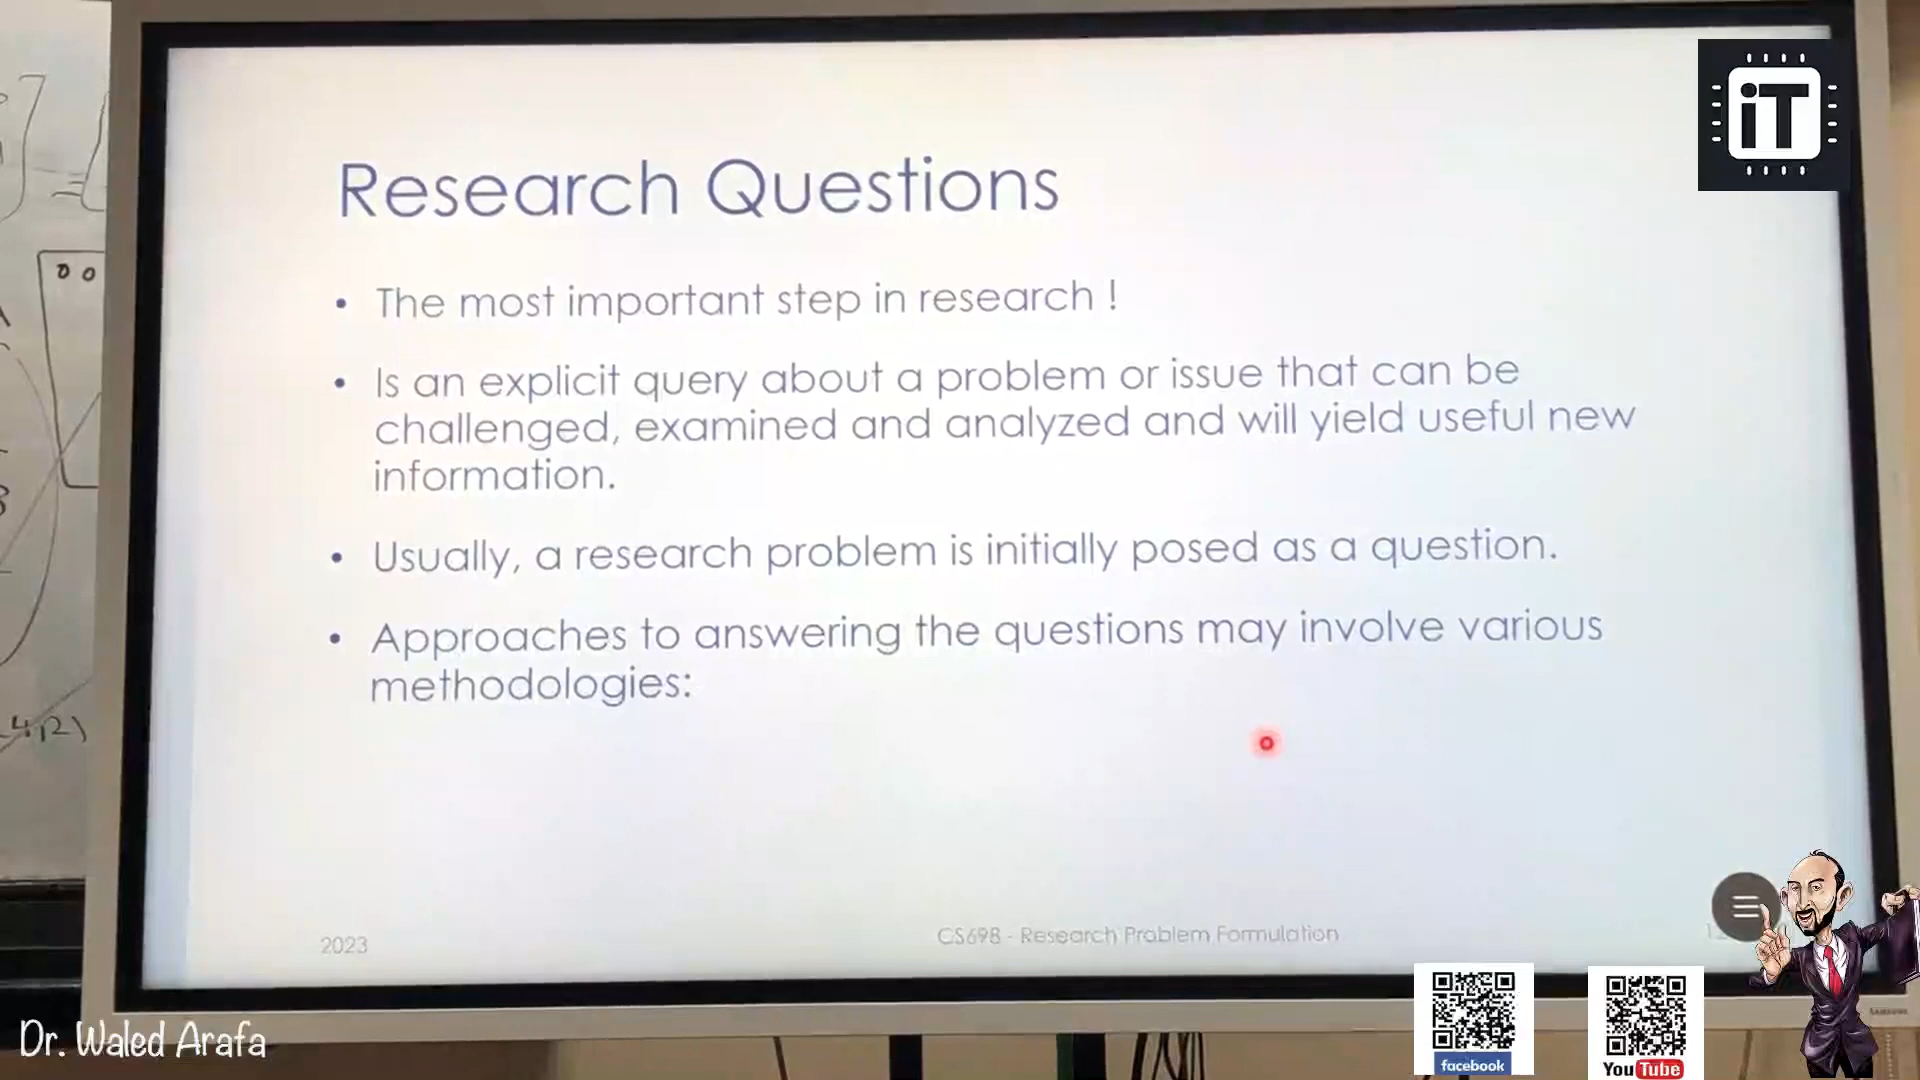 iT
Research Questions
• The most important step in research !
• Is an explicit query about a problem or issue that can be
challenged, examined and analyzed and will yield useful new
information.
• Usually, a research problem is initially posed as a question.
• Approaches to answering the questions may involve various
methodologies:
2023
CS698 - Research Problem Formulation
Dr. Waled Arafa
facebook
YouTube
SAMSUNG